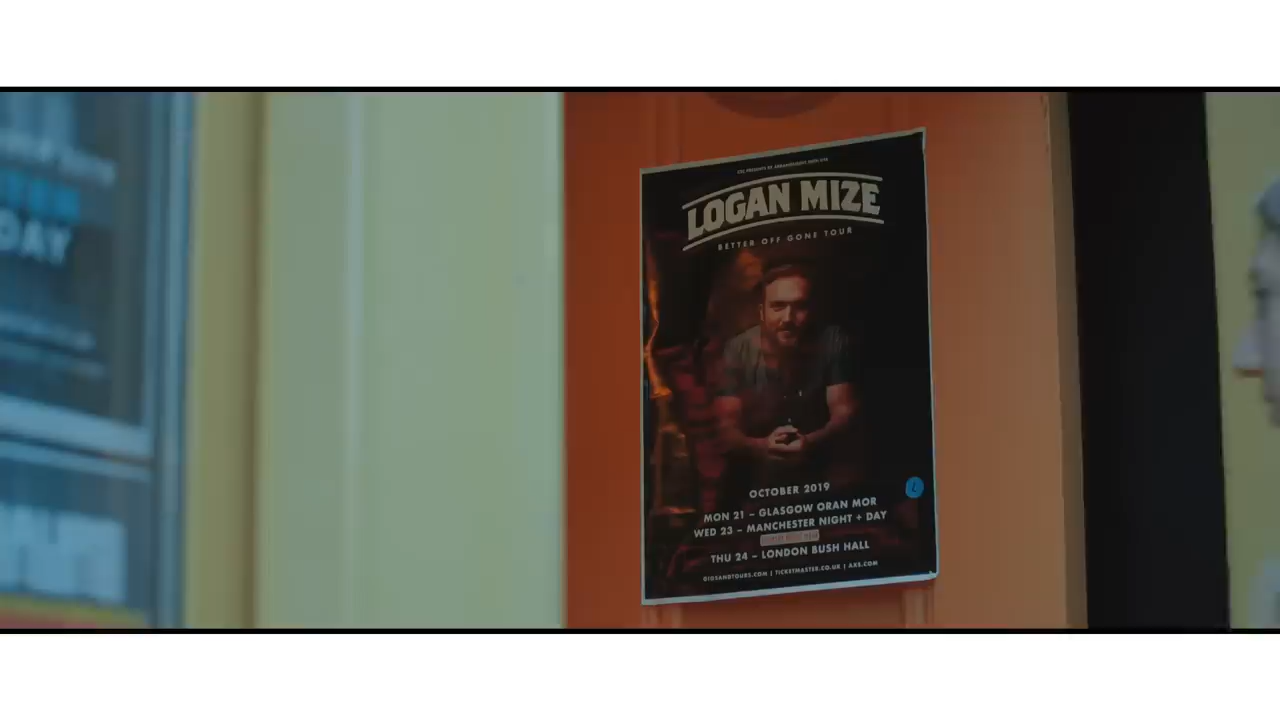 DAY
LOGAN MIZE
BETTER OFF GONE TOUR
OCTOBER 2019
MON 21 – GLASGOW ORAN MOR
WED 23 – MANCHESTER NIGHT + DAY
THU 24 – LONDON BUSH HALL
GIGSANDTOURS.COM | TICKETMASTER.CO.UK | AXS.COM